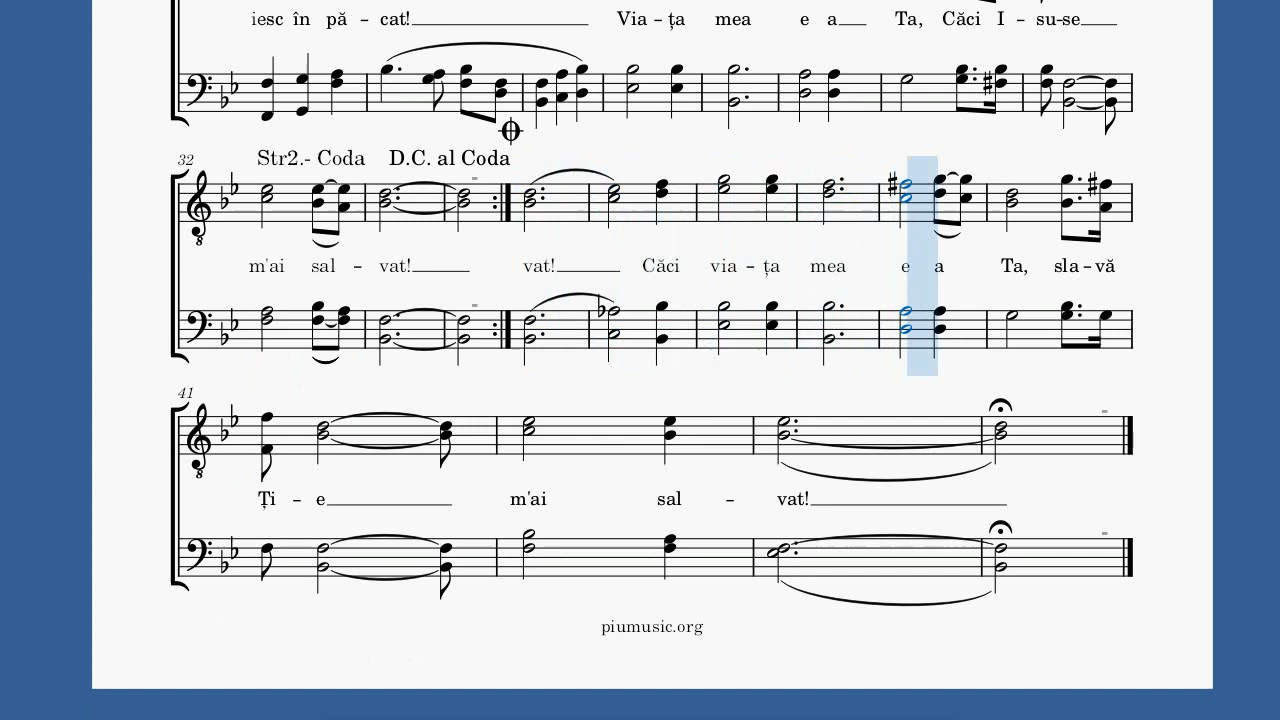 iesc în pă – cat! Via – ța mea e a Ta, Căci I – su-se
32 Str2.- Coda D.C. al Coda
m'ai sal – vat! vat! Căci via – ța mea e a Ta, sla – vă
41
Ți – e m'ai sal – vat!
piumusic.org